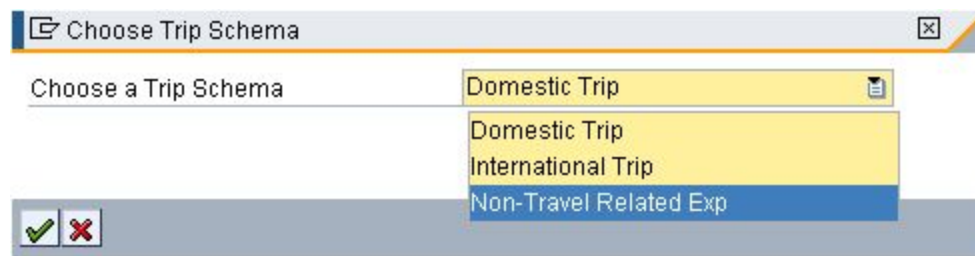 Choose Trip Schema
Choose a Trip Schema Domestic Trip
Domestic Trip
International Trip
Non-Travel Related Exp